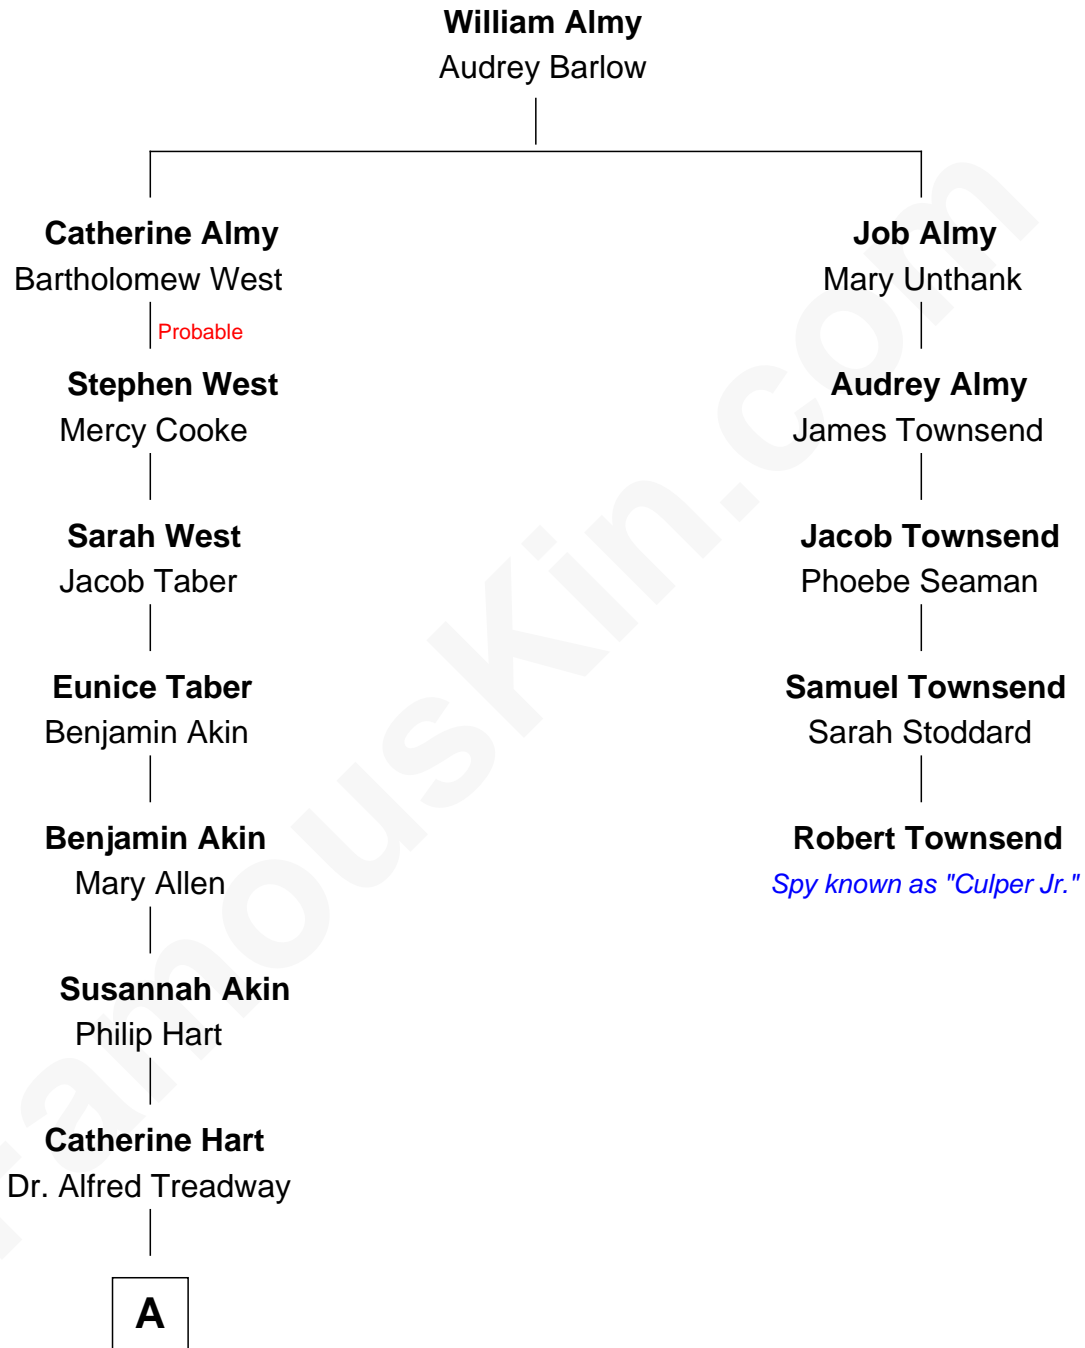 William Almy
Audrey Barlow
Catherine Almy
Bartholomew West
Probable
Stephen West
Mercy Cooke
Sarah West
Jacob Taber
Eunice Taber
Benjamin Akin
Benjamin Akin
Mary Allen
Susannah Akin
Philip Hart
Catherine Hart
Dr. Alfred Treadway
A
Job Almy
Mary Unthank
Audrey Almy
James Townsend
Jacob Townsend
Phoebe Seaman
Samuel Townsend
Sarah Stoddard
Robert Townsend
Spy known as "Culper Jr."
FamousKin.com